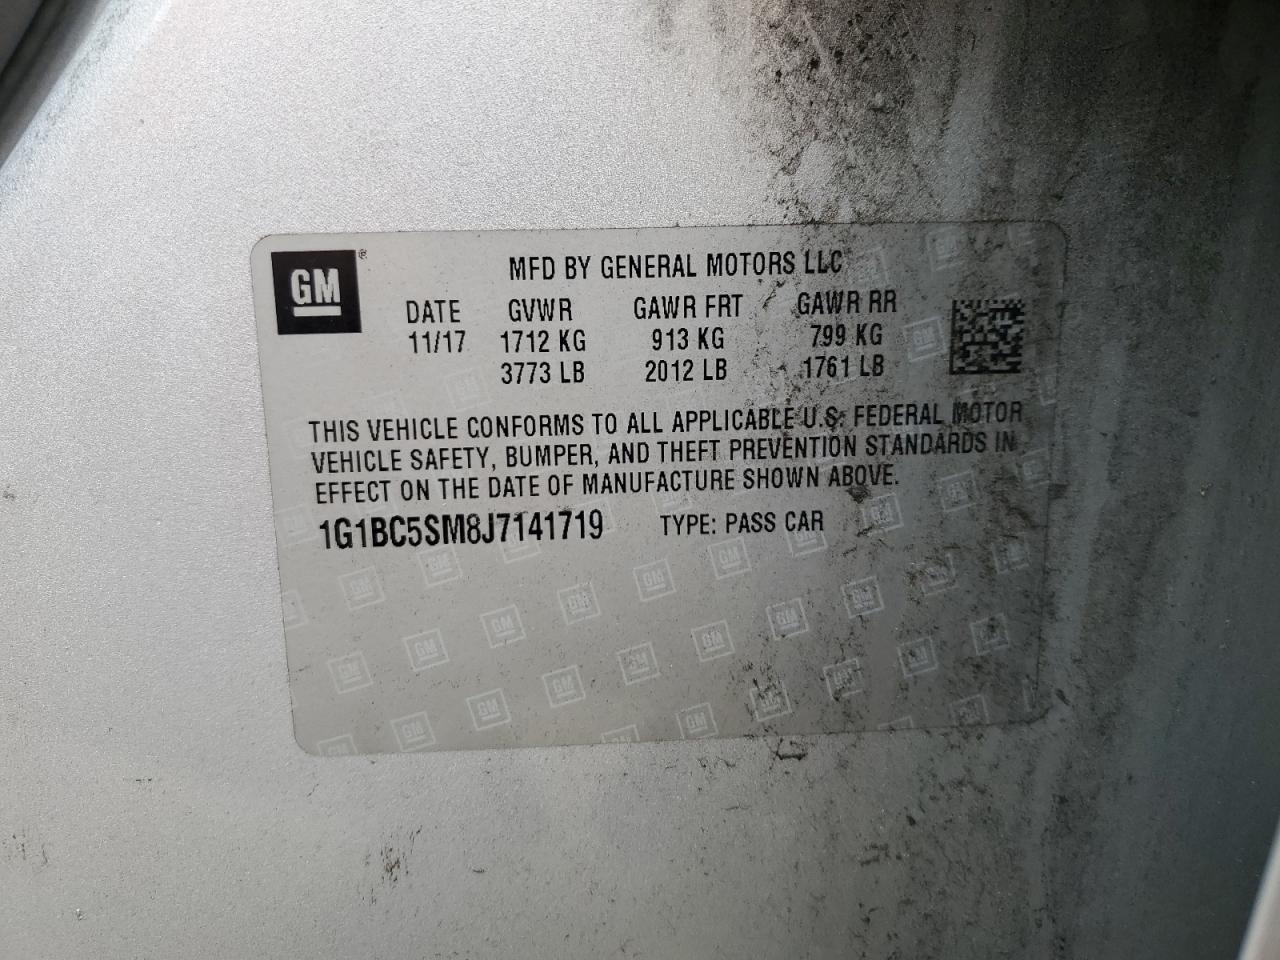 GM®
MFD BY GENERAL MOTORS LLC
DATE GVWR GAWR FRT GAWR RR
11/17 1712 KG 913 KG 799 KG
3773 LB 2012 LB 1761 LB
THIS VEHICLE CONFORMS TO ALL APPLICABLE U.S. FEDERAL MOTOR
VEHICLE SAFETY, BUMPER, AND THEFT PREVENTION STANDARDS IN
EFFECT ON THE DATE OF MANUFACTURE SHOWN ABOVE.
1G1BC5SM8J7141719 TYPE: PASS CAR